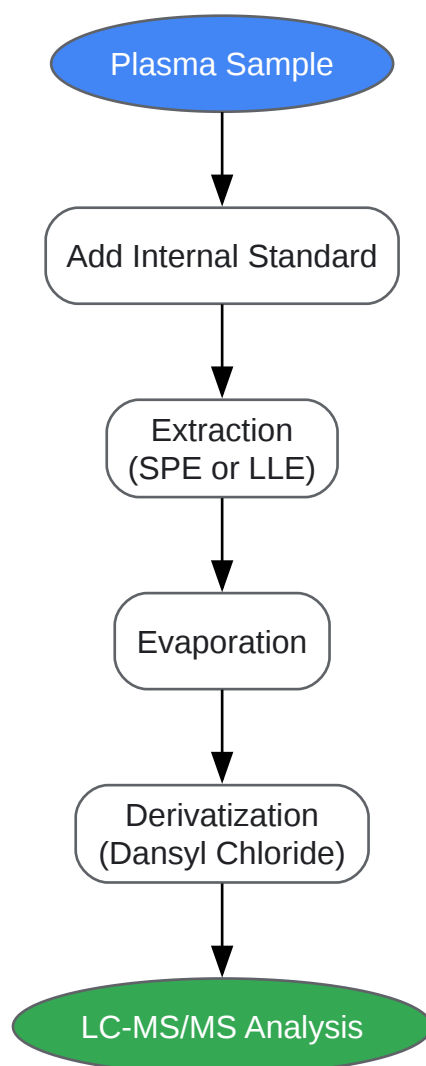 Plasma Sample
Add Internal Standard
Extraction
(SPE or LLE)
Evaporation
Derivatization
(Dansyl Chloride)
LC-MS/MS Analysis